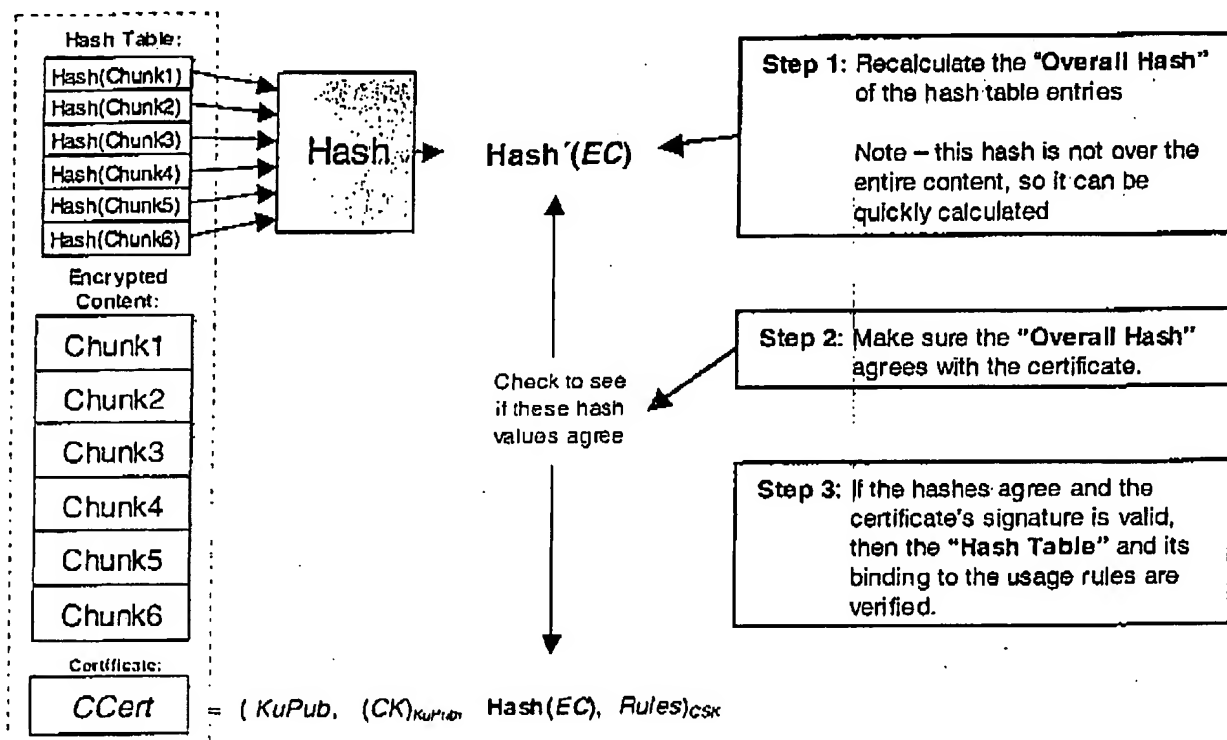 Hash Table:
Hash(Chunk1)
Hash(Chunk2)
Hash(Chunk3)
Hash(Chunk4)
Hash(Chunk5)
Hash(Chunk6)
Hash
Hash´(EC)
Step 1: Recalculate the "Overall Hash"
of the hash table entries
Note – this hash is not over the
entire content, so it can be
quickly calculated
Encrypted
Content:
Chunk1
Chunk2
Chunk3
Chunk4
Chunk5
Chunk6
Check to see
if these hash
values agree
Step 2: Make sure the "Overall Hash"
agrees with the certificate.
Step 3: If the hashes agree and the
certificate's signature is valid,
then the "Hash Table" and its
binding to the usage rules are
verified.
Certificate:
CCert = ( KuPub, (CK)KuPub, Hash(EC), Rules)CSK